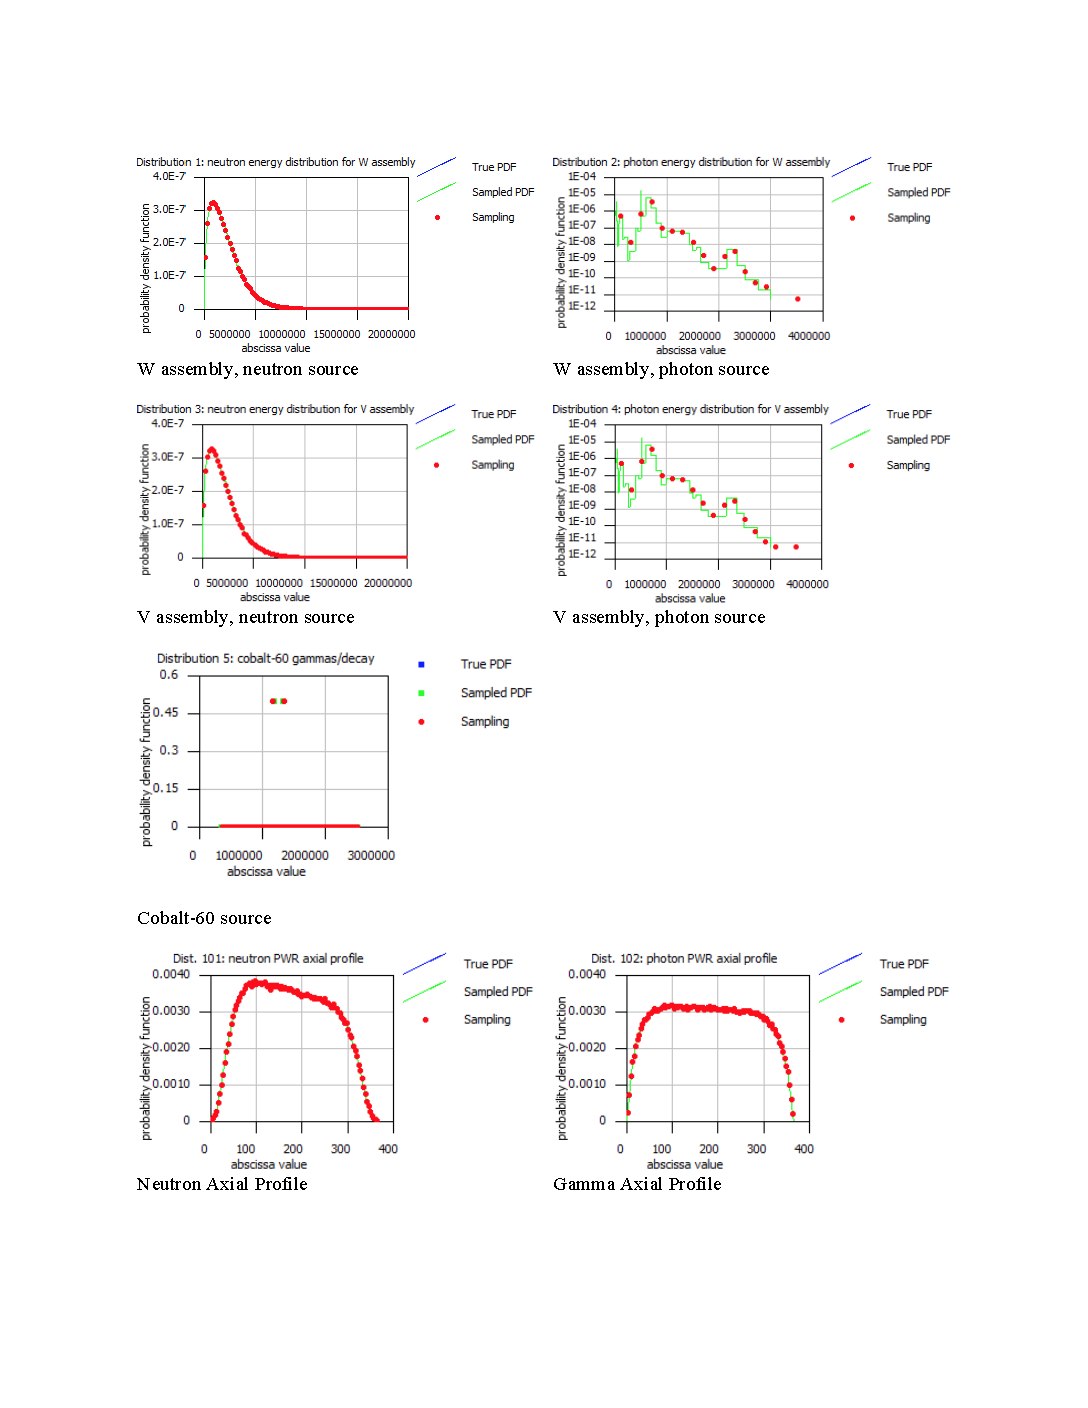 Distribution 1: neutron energy distribution for W assembly
True PDF
Sampled PDF
Sampling
4.0E-7
3.0E-7
2.0E-7
1.0E-7
0
probability density function
0 5000000 10000000 15000000 20000000
abscissa value
W assembly, neutron source
Distribution 2: photon energy distribution for W assembly
True PDF
Sampled PDF
Sampling
1E-04
1E-05
1E-06
1E-07
1E-08
1E-09
1E-10
1E-11
1E-12
probability density function
0 1000000 2000000 3000000 4000000
abscissa value
W assembly, photon source
Distribution 3: neutron energy distribution for V assembly
True PDF
Sampled PDF
Sampling
4.0E-7
3.0E-7
2.0E-7
1.0E-7
0
probability density function
0 5000000 10000000 15000000 20000000
abscissa value
V assembly, neutron source
Distribution 4: photon energy distribution for V assembly
True PDF
Sampled PDF
Sampling
1E-04
1E-05
1E-06
1E-07
1E-08
1E-09
1E-10
1E-11
1E-12
probability density function
0 1000000 2000000 3000000 4000000
abscissa value
V assembly, photon source
Distribution 5: cobalt-60 gammas/decay
True PDF
Sampled PDF
Sampling
0.6
0.45
0.3
0.15
0
probability density function
0 1000000 2000000 3000000
abscissa value
Cobalt-60 source
Dist. 101: neutron PWR axial profile
True PDF
Sampled PDF
Sampling
0.0040
0.0030
0.0020
0.0010
0
probability density function
0 100 200 300 400
abscissa value
Neutron Axial Profile
Dist. 102: photon PWR axial profile
True PDF
Sampled PDF
Sampling
0.0040
0.0030
0.0020
0.0010
0
probability density function
0 100 200 300 400
abscissa value
Gamma Axial Profile